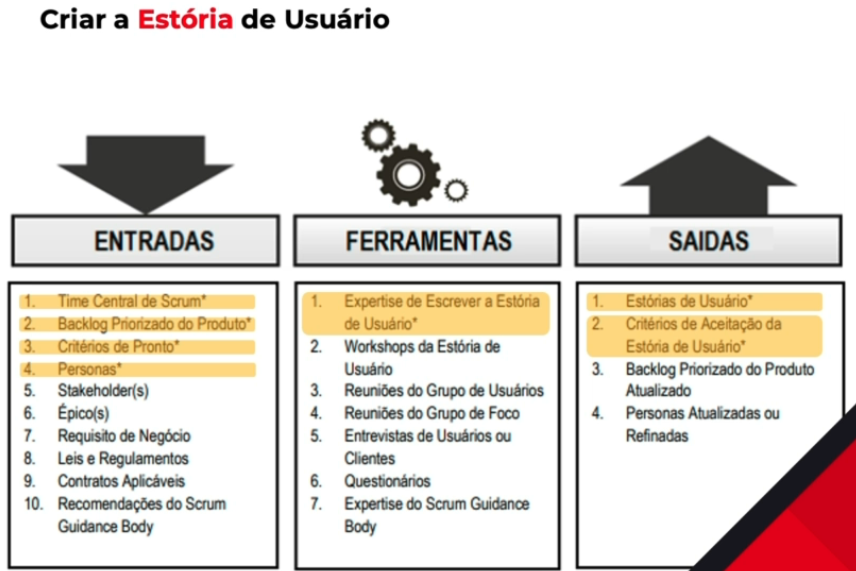 Criar a Estória de Usuário
ENTRADAS
1. Time Central de Scrum*
2. Backlog Priorizado do Produto*
3. Critérios de Pronto*
4. Personas*
5. Stakeholder(s)
6. Épico(s)
7. Requisito de Negócio
8. Leis e Regulamentos
9. Contratos Aplicáveis
10. Recomendações do Scrum
Guidance Body
FERRAMENTAS
1. Expertise de Escrever a Estória
de Usuário*
2. Workshops da Estória de
Usuário
3. Reuniões do Grupo de Usuários
4. Reuniões do Grupo de Foco
5. Entrevistas de Usuários ou
Clientes
6. Questionários
7. Expertise do Scrum Guidance
Body
SAIDAS
1. Estórias de Usuário*
2. Critérios de Aceitação da
Estória de Usuário*
3. Backlog Priorizado do Produto
Atualizado
4. Personas Atualizadas ou
Refinadas